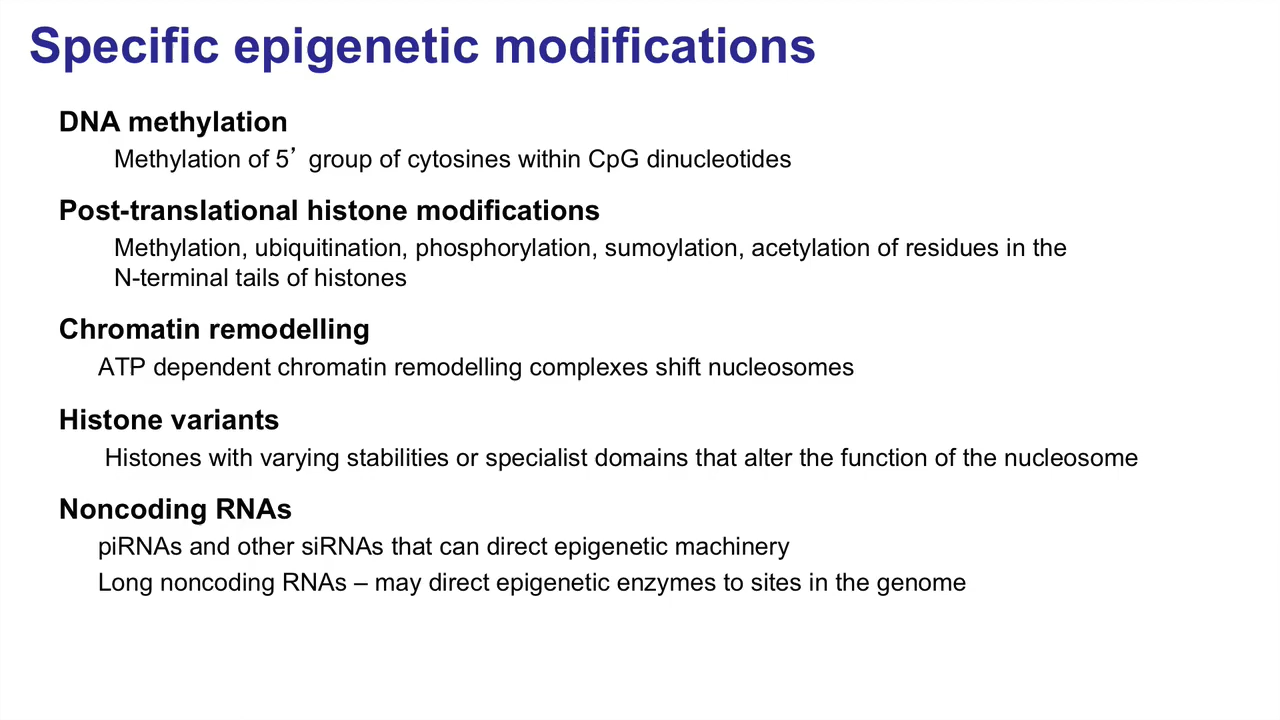 Specific epigenetic modifications
DNA methylation
Methylation of 5’ group of cytosines within CpG dinucleotides
Post-translational histone modifications
Methylation, ubiquitination, phosphorylation, sumoylation, acetylation of residues in the
N-terminal tails of histones
Chromatin remodelling
ATP dependent chromatin remodelling complexes shift nucleosomes
Histone variants
Histones with varying stabilities or specialist domains that alter the function of the nucleosome
Noncoding RNAs
piRNAs and other siRNAs that can direct epigenetic machinery
Long noncoding RNAs – may direct epigenetic enzymes to sites in the genome